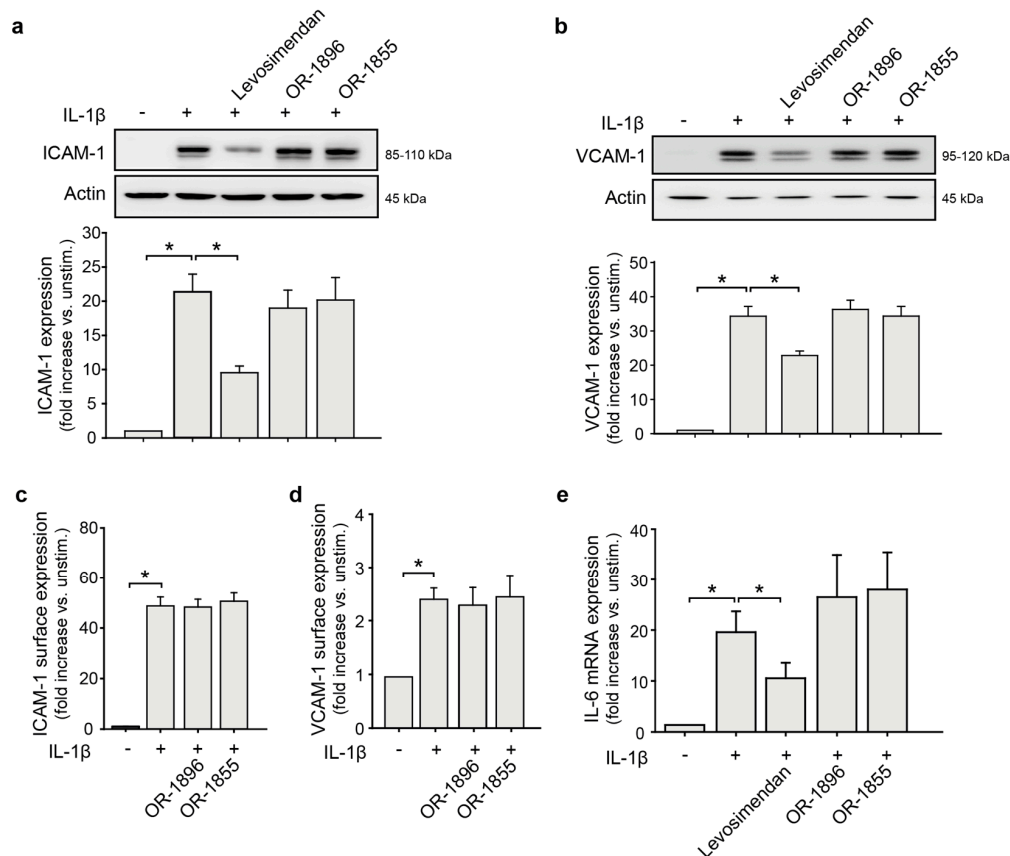 a
Levosimendan
OR-1896
OR-1855
IL-1β - + + + +
ICAM-1
85-110 kDa
Actin
45 kDa
ICAM-1 expression
(fold increase vs. unstim.)
30
25
20
15
10
5
0
* *
b
Levosimendan
OR-1896
OR-1855
IL-1β - + + + +
VCAM-1
95-120 kDa
Actin
45 kDa
VCAM-1 expression
(fold increase vs. unstim.)
50
40
30
20
10
0
* *
c
ICAM-1 surface expression
(fold increase vs. unstim.)
80
60
40
20
0
*
IL-1β - + + +
OR-1896
OR-1855
d
VCAM-1 surface expression
(fold increase vs. unstim.)
4
3
2
1
0
*
IL-1β - + + +
OR-1896
OR-1855
e
IL-6 mRNA expression
(fold increase vs. unstim.)
40
30
20
10
0
* *
IL-1β - + + + +
Levosimendan
OR-1896
OR-1855